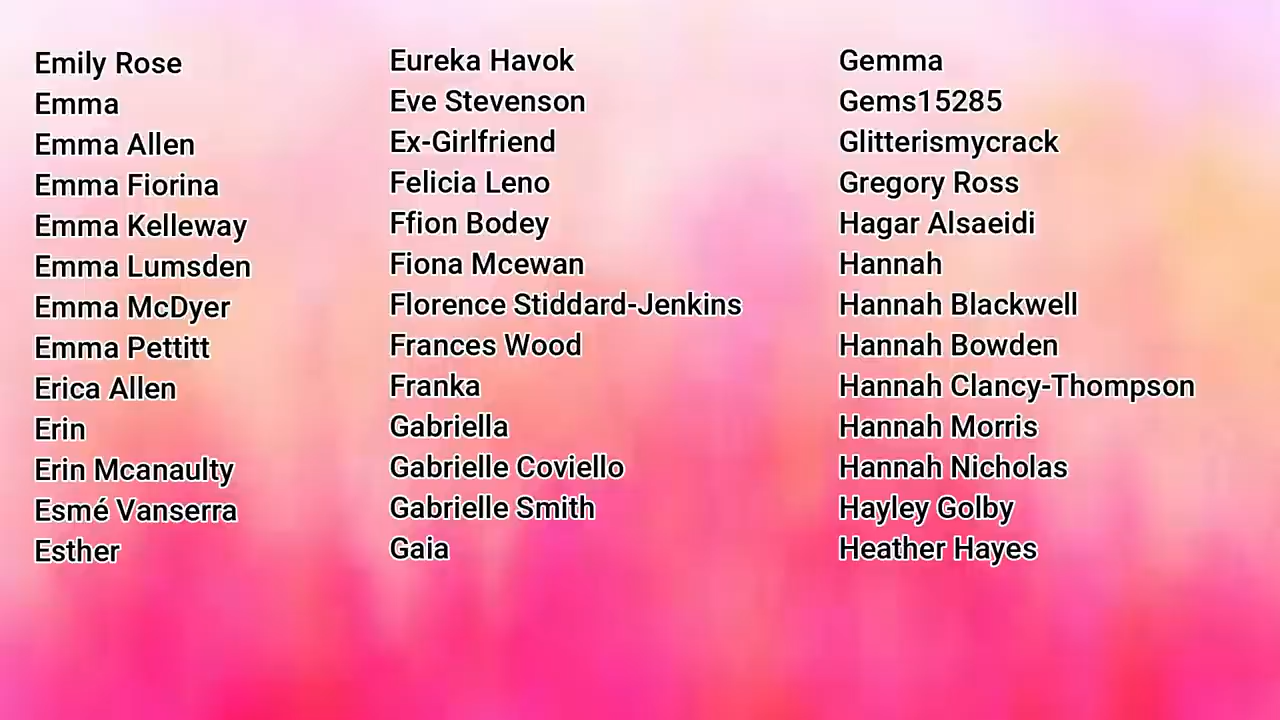 Emily Rose
Emma
Emma Allen
Emma Fiorina
Emma Kelleway
Emma Lumsden
Emma McDyer
Emma Pettitt
Erica Allen
Erin
Erin Mcanaulty
Esmé Vanserra
Esther
Eureka Havok
Eve Stevenson
Ex-Girlfriend
Felicia Leno
Ffion Bodey
Fiona Mcewan
Florence Stiddard-Jenkins
Frances Wood
Franka
Gabriella
Gabrielle Coviello
Gabrielle Smith
Gaia
Gemma
Gems15285
Glitterismycrack
Gregory Ross
Hagar Alsaeidi
Hannah
Hannah Blackwell
Hannah Bowden
Hannah Clancy-Thompson
Hannah Morris
Hannah Nicholas
Hayley Golby
Heather Hayes